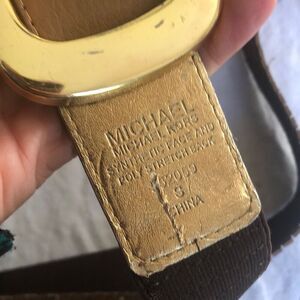 MICHAEL
MICHAEL KORS
SYNTHETIC FACE AND
POLY STRETCH BACK
S
CHINA